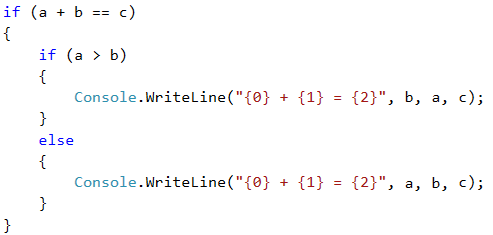 if (a + b == c)
{
    if (a > b)
    {
        Console.WriteLine("{0} + {1} = {2}", b, a, c);
    }
    else
    {
        Console.WriteLine("{0} + {1} = {2}", a, b, c);
    }
}